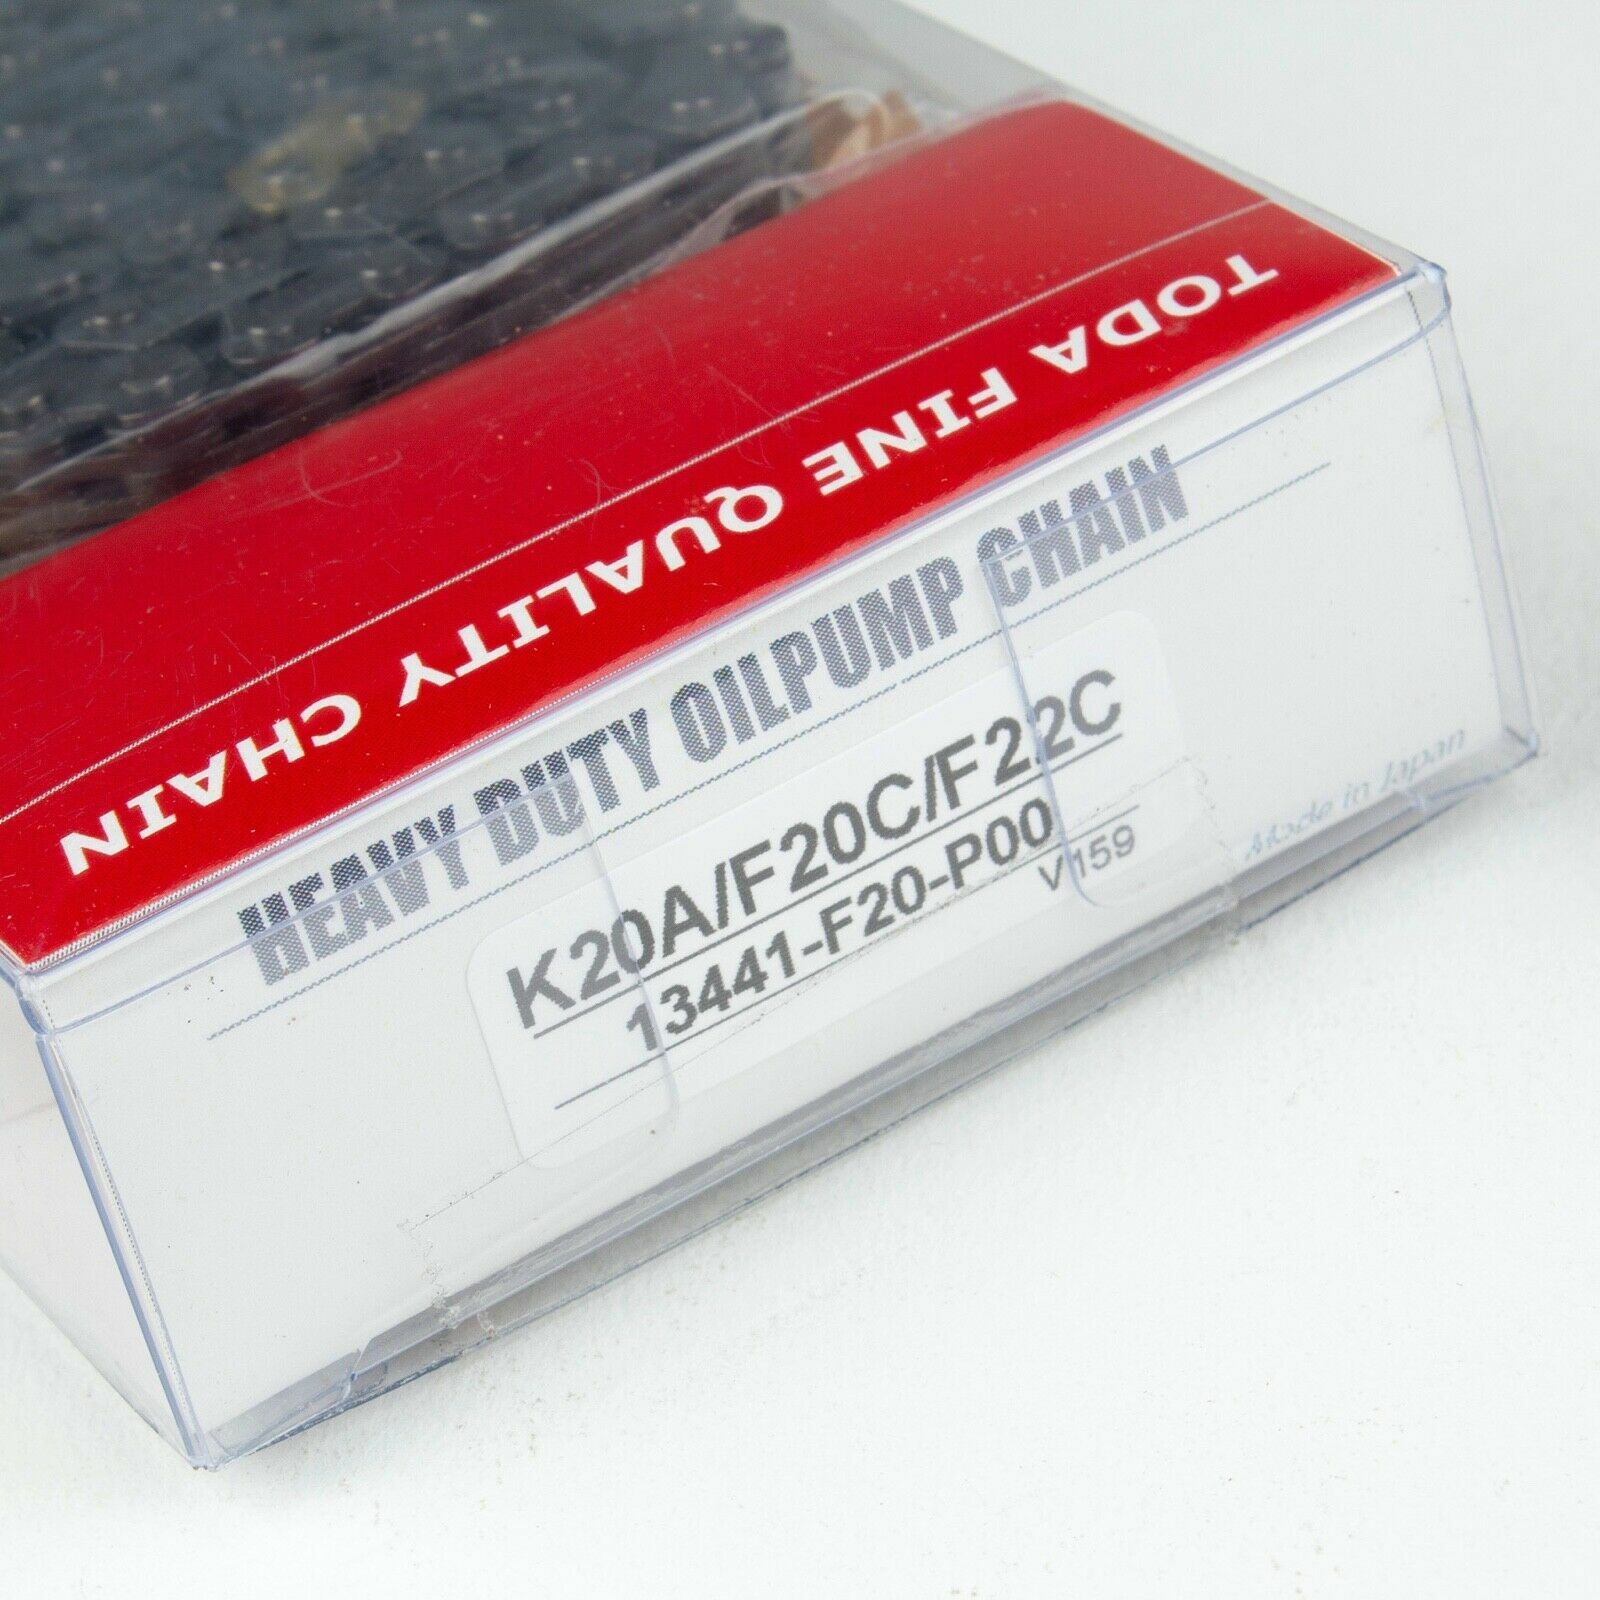 TODA FINE QUALITY CHAIN
HEAVY DUTY OILPUMP CHAIN
K20A/F20C/F22C
13441-F20-P00
V159
Made in Japan